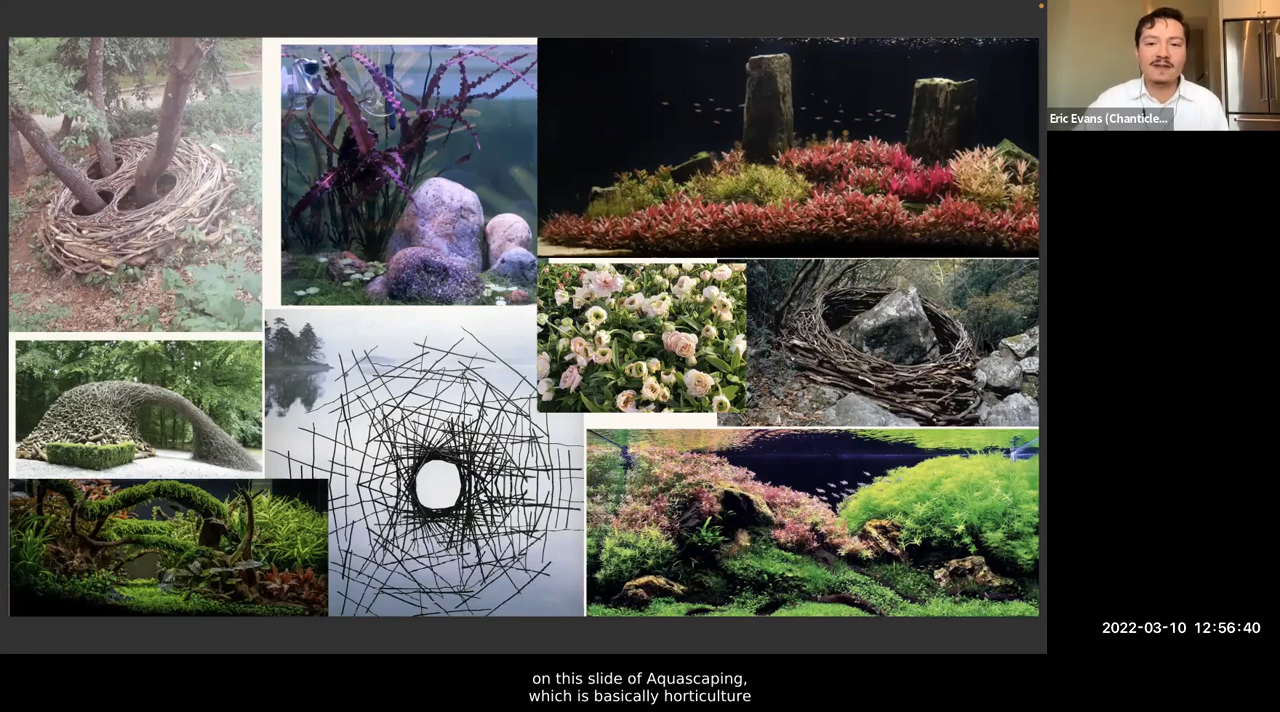 Eric Evans (Chanticle...
2022-03-10 12:56:40
on this slide of Aquascaping,
which is basically horticulture